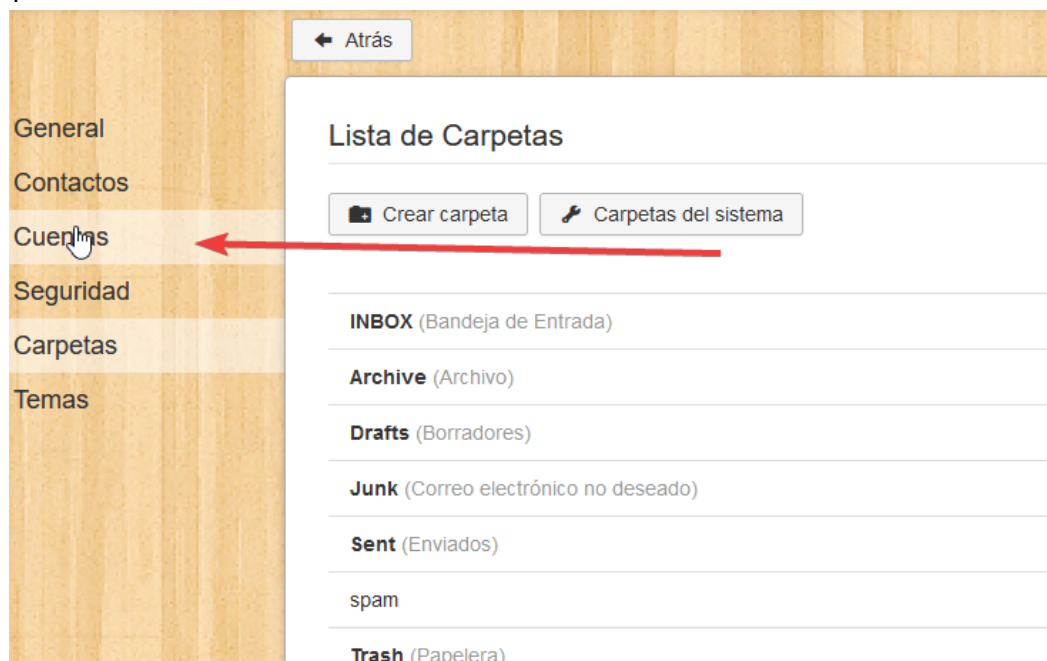 Atrás
General
Contactos
Cuentas
Seguridad
Carpetas
Temas
Lista de Carpetas
Crear carpeta
Carpetas del sistema
INBOX (Bandeja de Entrada)
Archive (Archivo)
Drafts (Borradores)
Junk (Correo electrónico no deseado)
Sent (Enviados)
spam
Trash (Papelera)